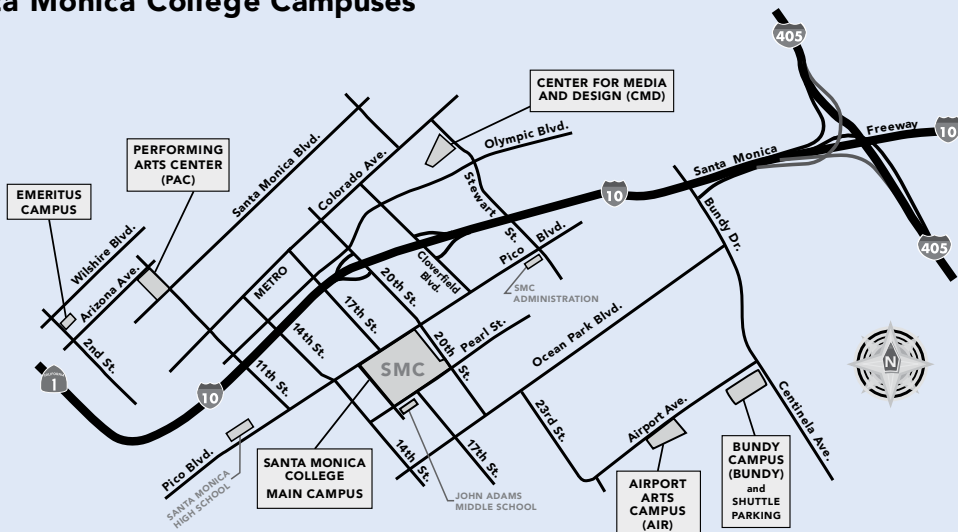 ta Monica College Campuses
405
CENTER FOR MEDIA
AND DESIGN (CMD)
Olympic Blvd.
Freeway
10
PERFORMING
ARTS CENTER
(PAC)
Santa Monica Blvd.
Colorado Ave.
Santa Monica
EMERITUS
CAMPUS
Stewart
St.
10
Bundy Dr.
405
Wilshire Blvd.
Arizona Ave.
METRO
20th St.
Cloverfield
Blvd.
Pico Blvd.
SMC
ADMINISTRATION
2nd St.
17th St.
14th St.
20th
St.
Pearl St.
Ocean Park Blvd.
SMC
N
CALIFORNIA
1
10
11th St.
Pico Blvd.
SANTA MONICA
HIGH SCHOOL
SANTA MONICA
COLLEGE
MAIN CAMPUS
14th St.
17th St.
JOHN ADAMS
MIDDLE SCHOOL
23rd St.
Airport Ave.
Centinela Ave.
AIRPORT
ARTS
CAMPUS
(AIR)
BUNDY
CAMPUS
(BUNDY)
and
SHUTTLE
PARKING